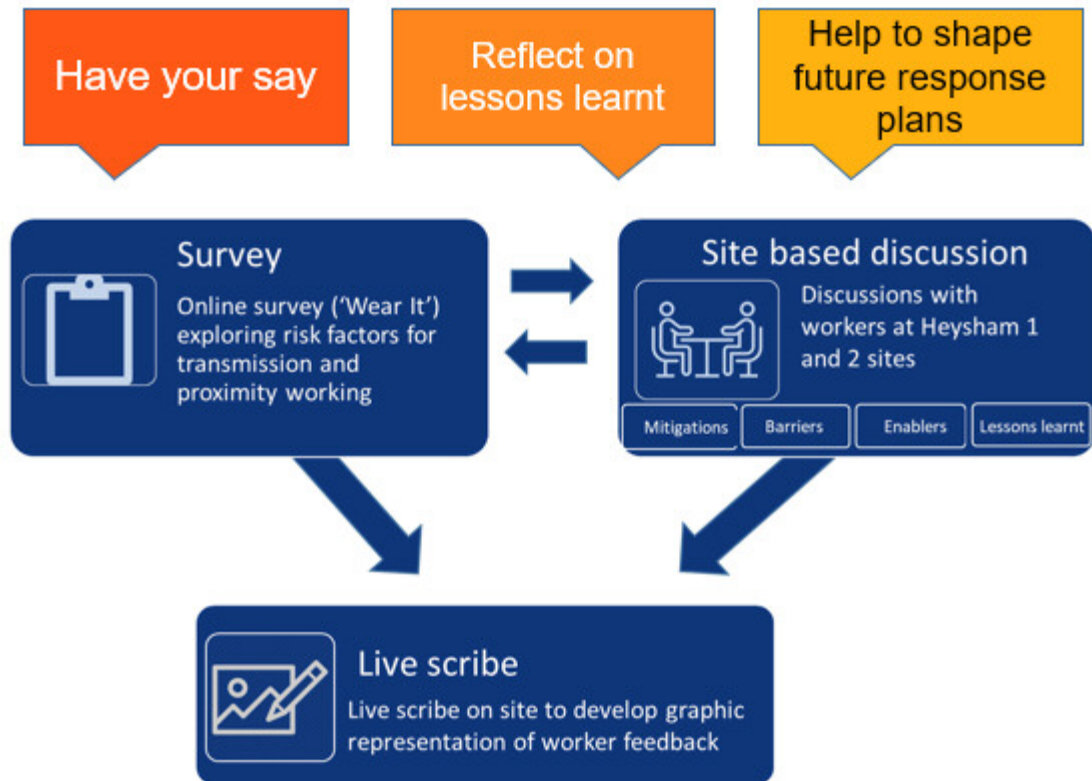 Have your say
Reflect on
lessons learnt
Help to shape
future response
plans
Survey
Online survey (‘Wear It’)
exploring risk factors for
transmission and
proximity working
Site based discussion
Discussions with
workers at Heysham 1
and 2 sites
Mitigations
Barriers
Enablers
Lessons learnt
Live scribe
Live scribe on site to develop graphic
representation of worker feedback